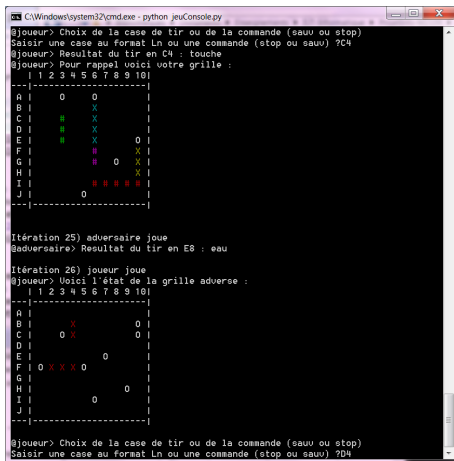 C:\Windows\system32\cmd.exe - python jeuConsole.py
@joueur> Choix de la case de tir ou de la commande (sauv ou stop)
Saisir une case au format Ln ou une commande (stop ou sauv) ?C4
@joueur> Resultat du tir en C4 : touche
@joueur> Pour rappel voici votre grille :
   | 1 2 3 4 5 6 7 8 9 10|
---|---------------------|
 A |     O     O         |
 B |           X         |
 C |     #     X         |
 D |     #     X         |
 E |     #     X       O |
 F |           #       X |
 G |           #   O   X |
 H |                   X |
 I |           # # # # # |
 J |         O           |
---|---------------------|
Itération 25) adversaire joue
@adversaire> Resultat du tir en E8 : eau
Itération 26) joueur joue
@joueur> Voici l'état de la grille adverse :
   | 1 2 3 4 5 6 7 8 9 10|
---|---------------------|
 A |                     |
 B |       X           O |
 C |     O X           O |
 D |                     |
 E |             O       |
 F | O X X X O           |
 G |                     |
 H |                 O   |
 I |           O         |
 J |                     |
---|---------------------|
@joueur> Choix de la case de tir ou de la commande (sauv ou stop)
Saisir une case au format Ln ou une commande (stop ou sauv) ?D4